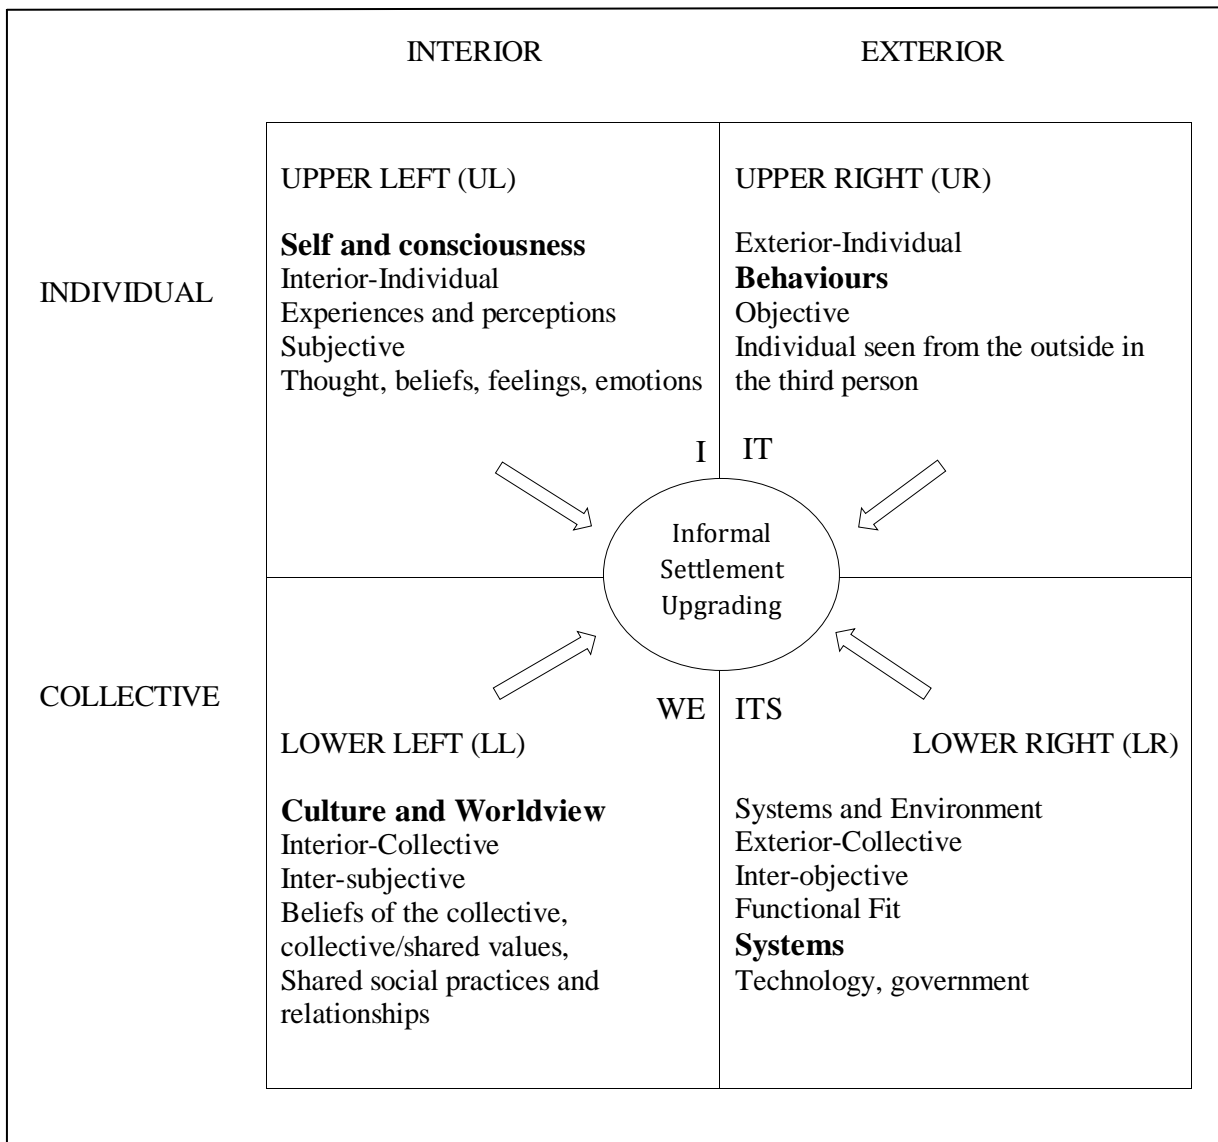 INTERIOR
EXTERIOR
INDIVIDUAL
UPPER LEFT (UL)
Self and consciousness
Interior-Individual
Experiences and perceptions
Subjective
Thought, beliefs, feelings, emotions
I
UPPER RIGHT (UR)
Exterior-Individual
Behaviours
Objective
Individual seen from the outside in
the third person
IT
Informal
Settlement
Upgrading
COLLECTIVE
WE
LOWER LEFT (LL)
Culture and Worldview
Interior-Collective
Inter-subjective
Beliefs of the collective,
collective/shared values,
Shared social practices and
relationships
ITS
LOWER RIGHT (LR)
Systems and Environment
Exterior-Collective
Inter-objective
Functional Fit
Systems
Technology, government